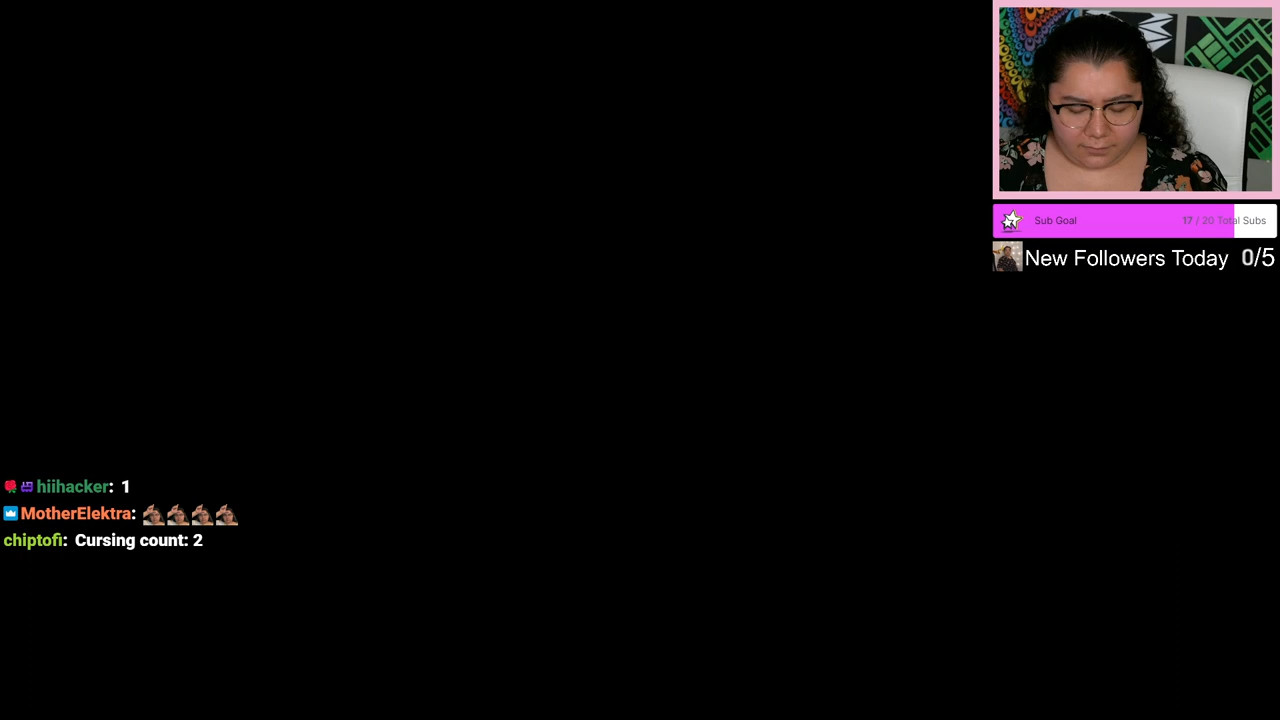 Sub Goal 17 / 20 Total Subs
New Followers Today 0/5
hiihacker: 1
MotherElektra:
chiptofi: Cursing count: 2